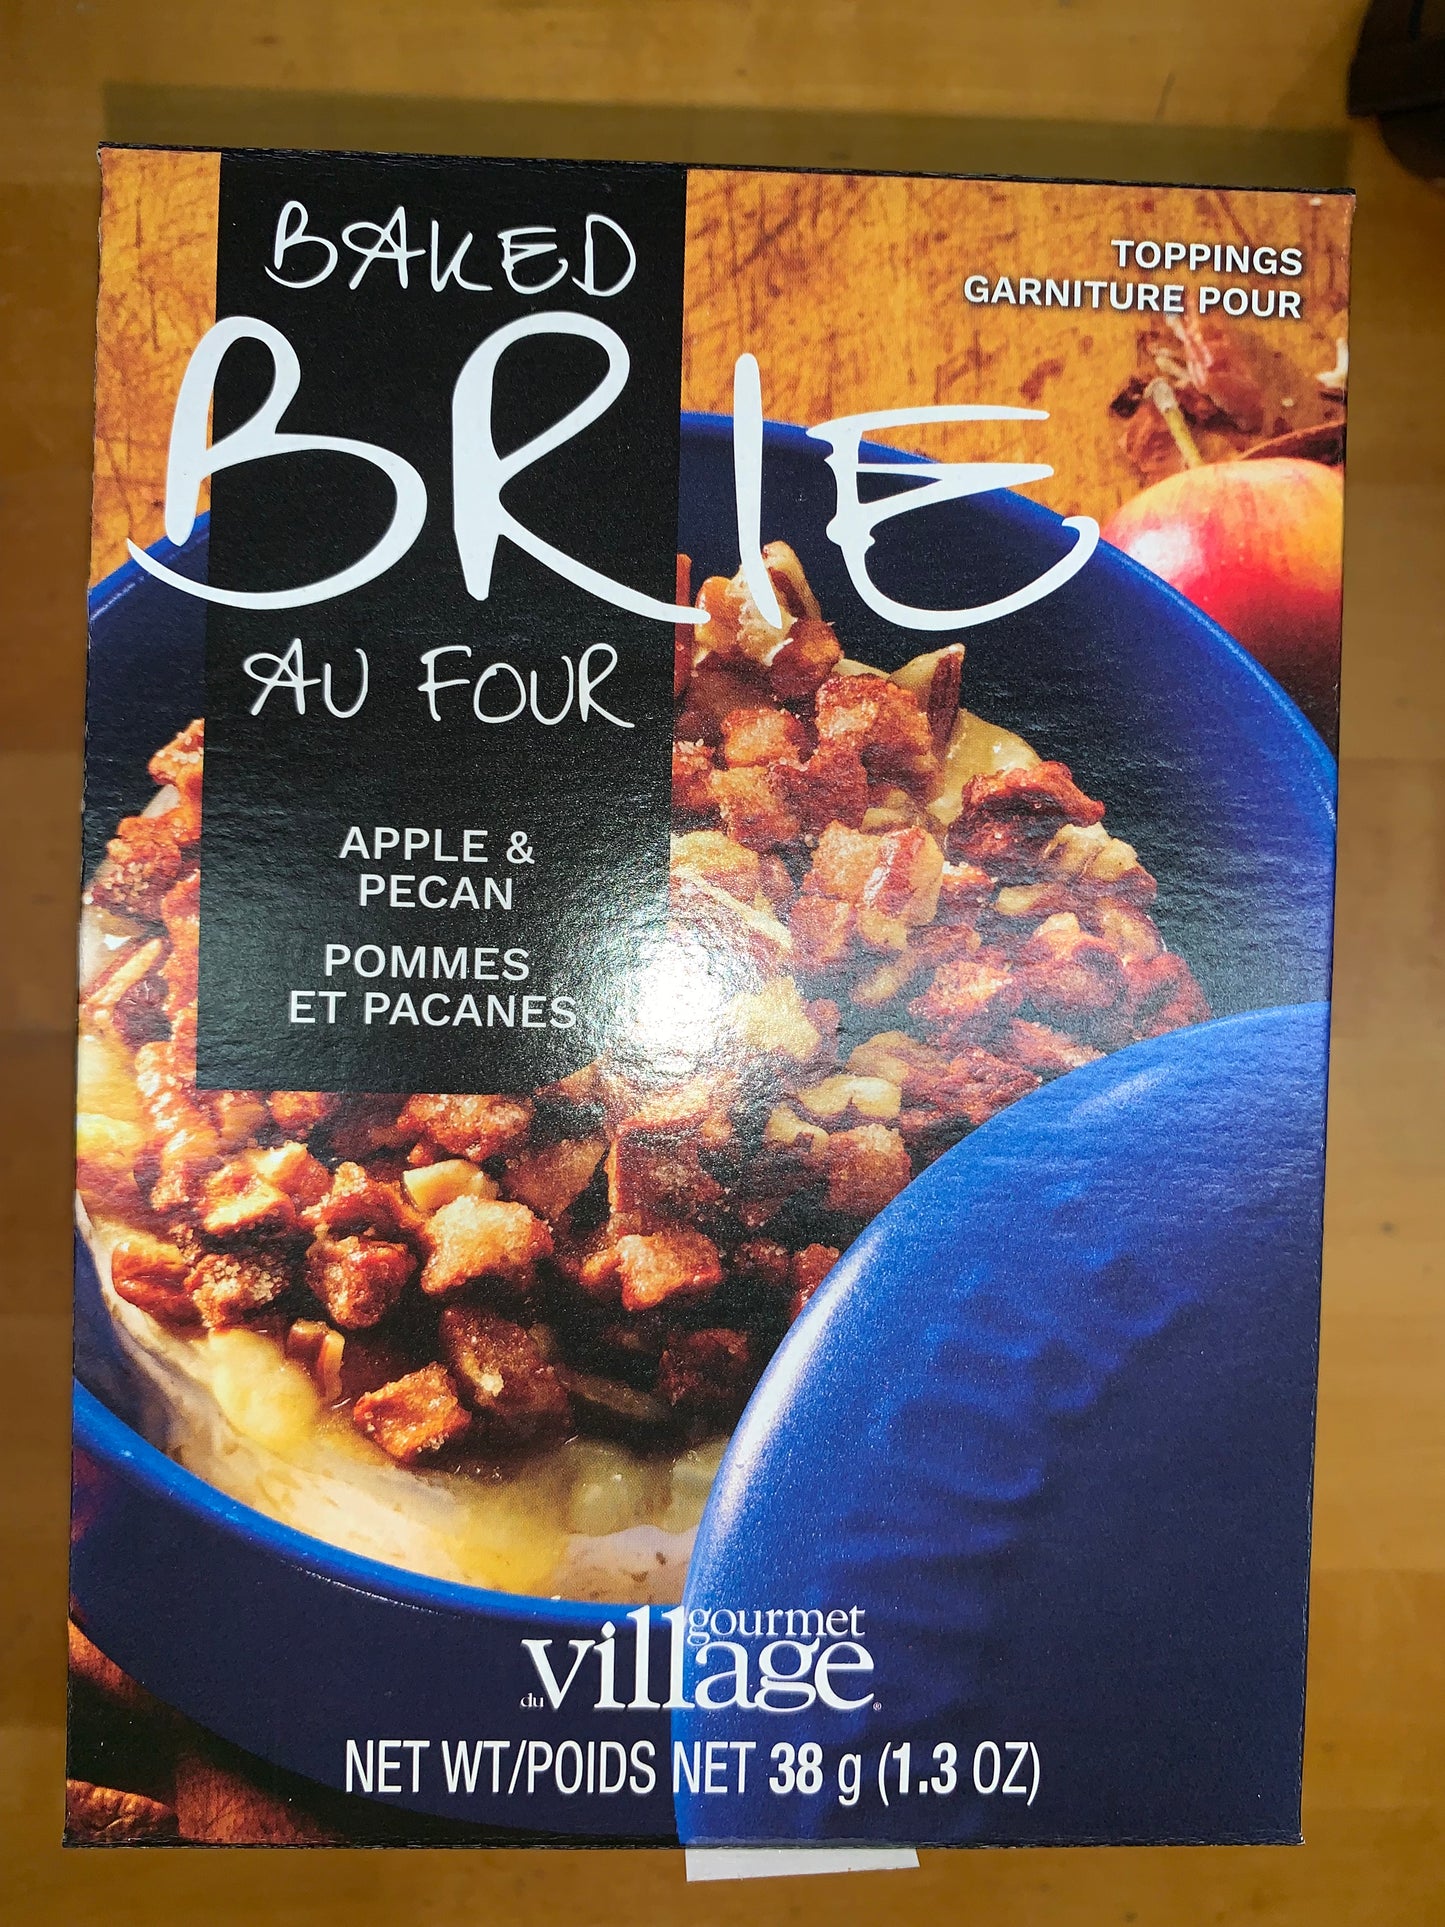 BAKED
BRIE
AU FOUR
TOPPINGS
GARNITURE POUR
APPLE &
PECAN
POMMES
ET PACANES
gourmet
du village®
NET WT/POIDS NET 38 g (1.3 OZ)